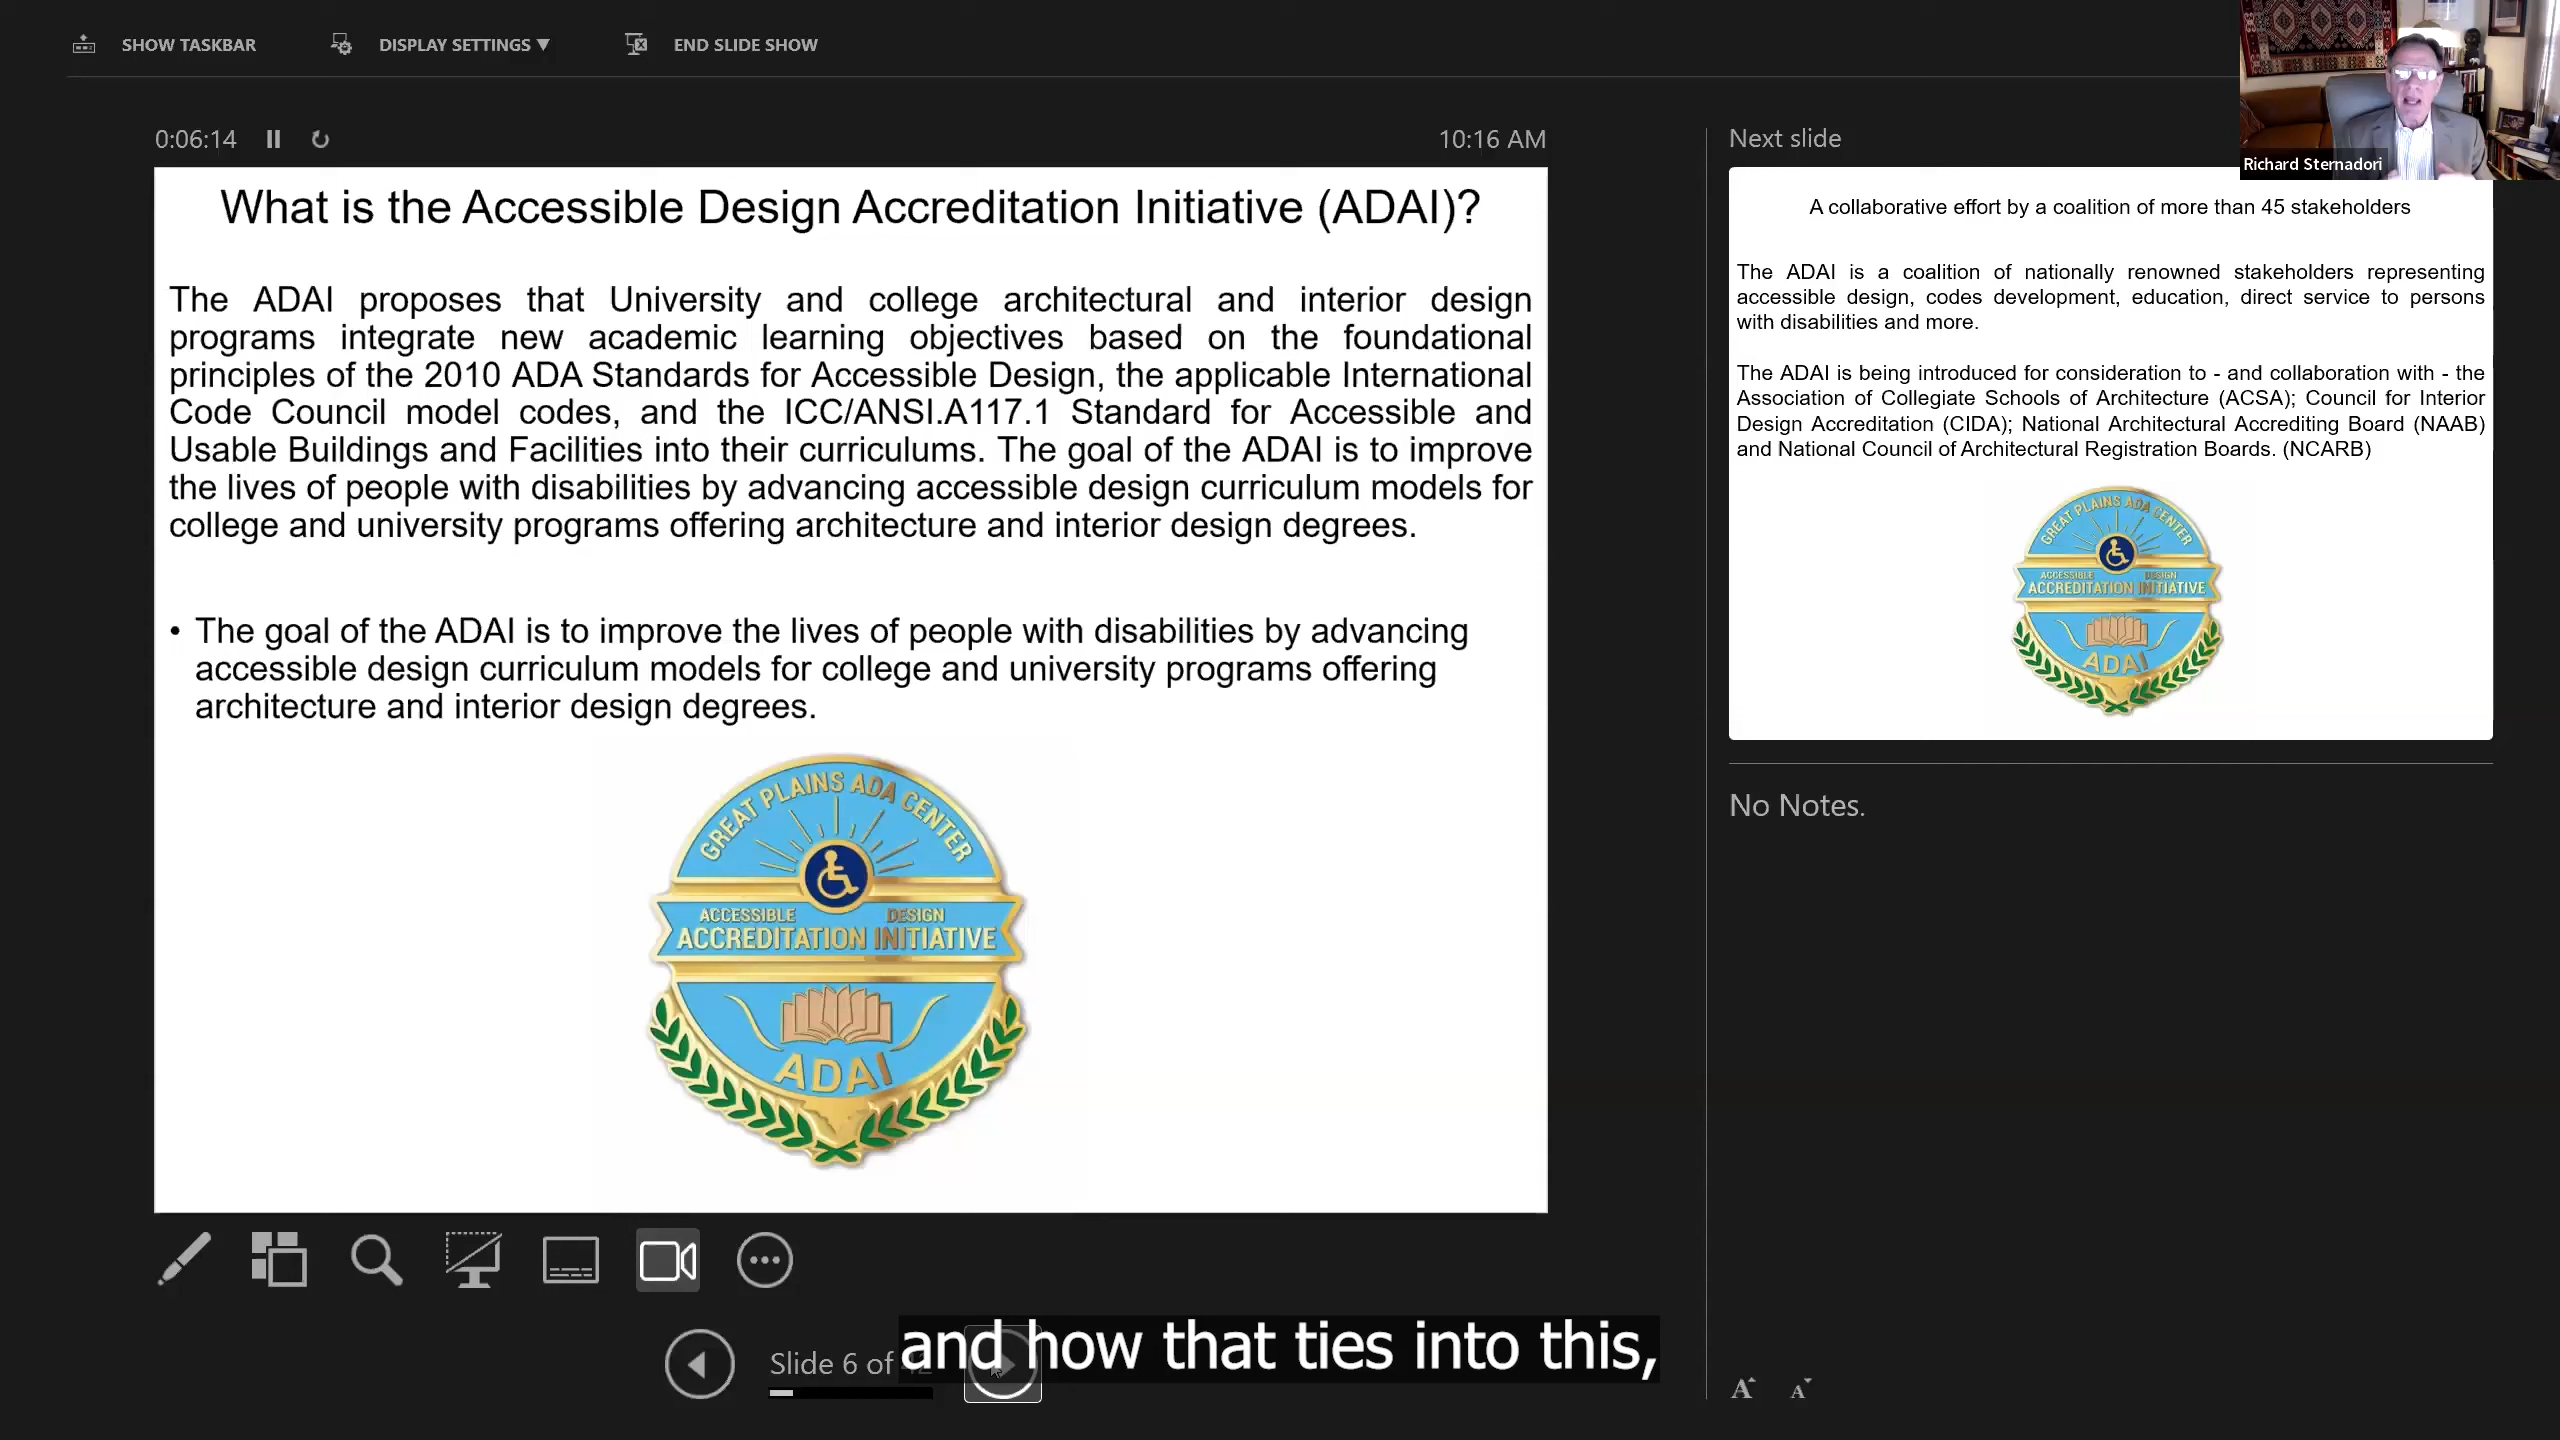 SHOW TASKBAR
DISPLAY SETTINGS ▼
END SLIDE SHOW
0:06:14
10:16 AM
What is the Accessible Design Accreditation Initiative (ADAI)?
The ADAI proposes that University and college architectural and interior design
programs integrate new academic learning objectives based on the foundational
principles of the 2010 ADA Standards for Accessible Design, the applicable International
Code Council model codes, and the ICC/ANSI.A117.1 Standard for Accessible and
Usable Buildings and Facilities into their curriculums. The goal of the ADAI is to improve
the lives of people with disabilities by advancing accessible design curriculum models for
college and university programs offering architecture and interior design degrees.
• The goal of the ADAI is to improve the lives of people with disabilities by advancing
accessible design curriculum models for college and university programs offering
architecture and interior design degrees.
GREAT PLAINS ADA CENTER
ACCESSIBLE DESIGN
ACCREDITATION INITIATIVE
ADAI
Slide 6 of
and how that ties into this,
Next slide
Richard Sternadori
A collaborative effort by a coalition of more than 45 stakeholders
The ADAI is a coalition of nationally renowned stakeholders representing
accessible design, codes development, education, direct service to persons
with disabilities and more.
The ADAI is being introduced for consideration to - and collaboration with - the
Association of Collegiate Schools of Architecture (ACSA); Council for Interior
Design Accreditation (CIDA); National Architectural Accrediting Board (NAAB)
and National Council of Architectural Registration Boards. (NCARB)
GREAT PLAINS ADA CENTER
ACCESSIBLE DESIGN
ACCREDITATION INITIATIVE
ADAI
No Notes.
A A